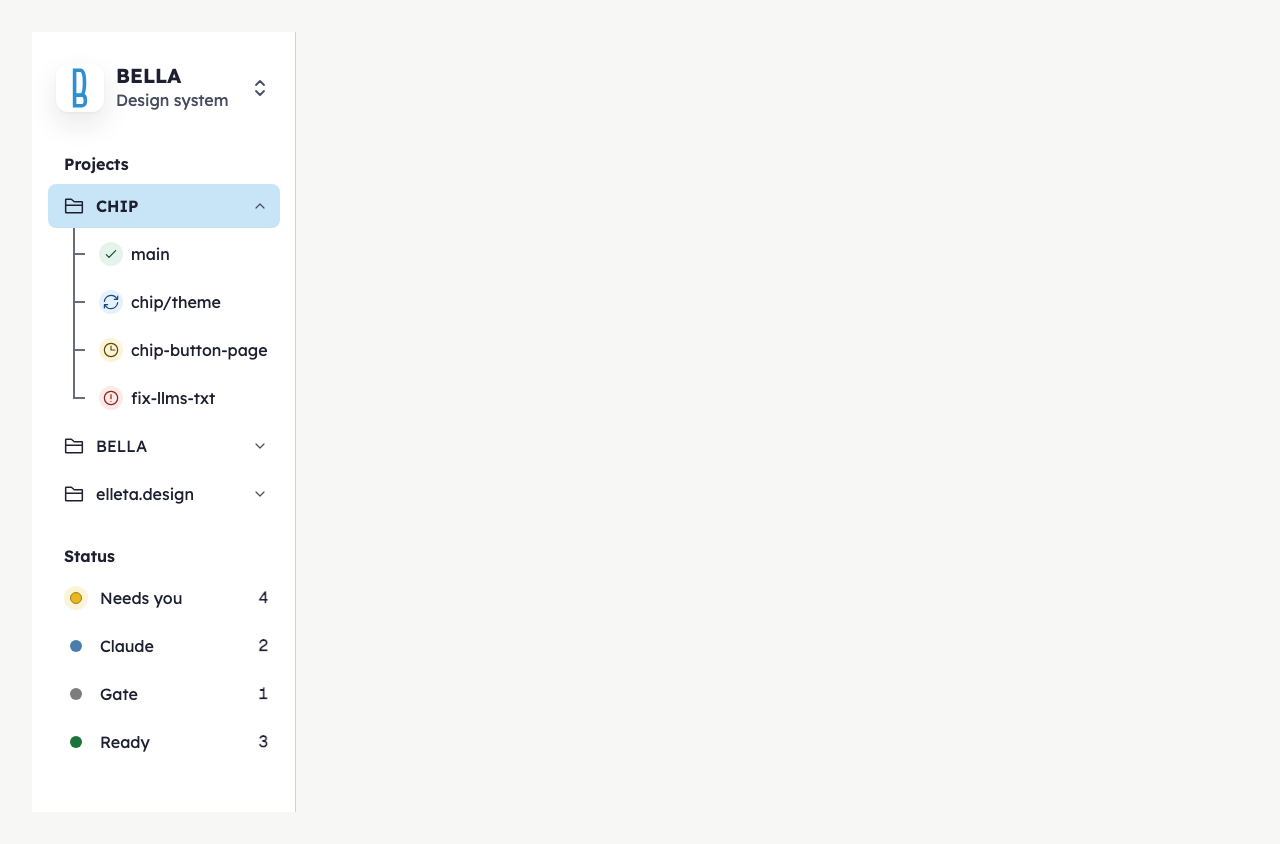 BELLA
Design system
Projects
CHIP
main
chip/theme
chip-button-page
fix-llms-txt
BELLA
elleta.design
Status
Needs you 4
Claude 2
Gate 1
Ready 3